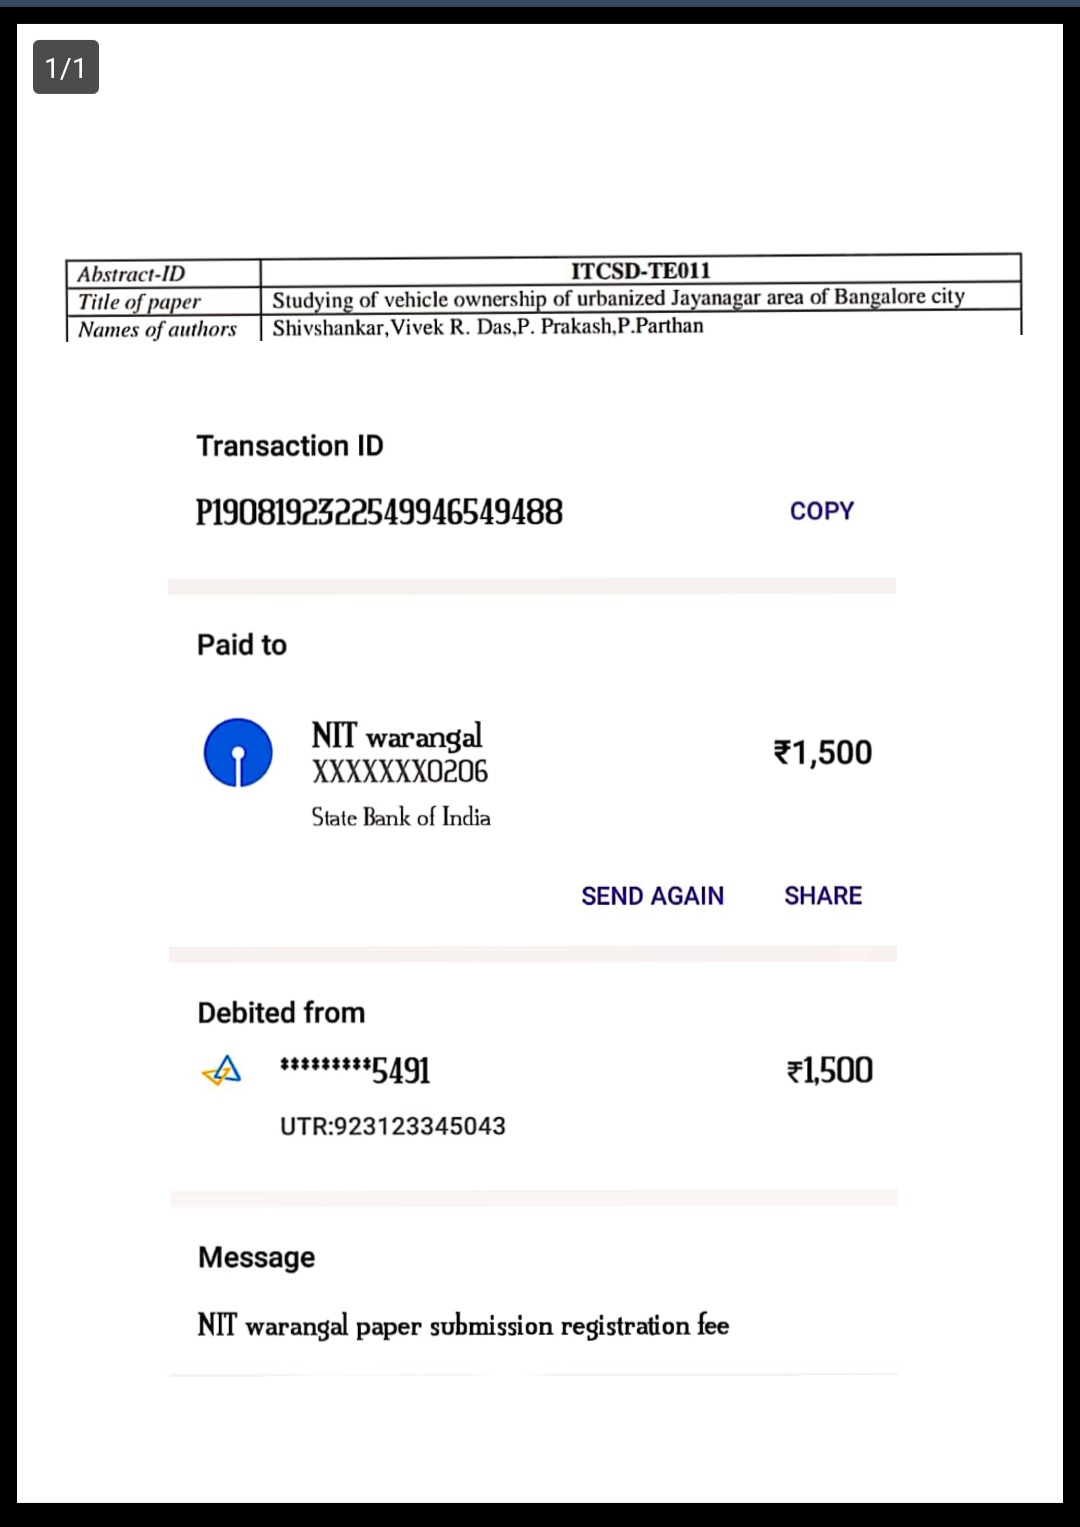 1/1
Abstract-ID ITCSD-TE011
Title of paper Studying of vehicle ownership of urbanized Jayanagar area of Bangalore city
Names of authors Shivshankar,Vivek R. Das,P. Prakash,P.Parthan
Transaction ID
P1908192322549946549488 COPY
Paid to
NIT warangal
₹1,500
XXXXXXX0206
State Bank of India
SEND AGAIN SHARE
Debited from
*********5491 ₹1,500
UTR:923123345043
Message
NIT warangal paper submission registration fee